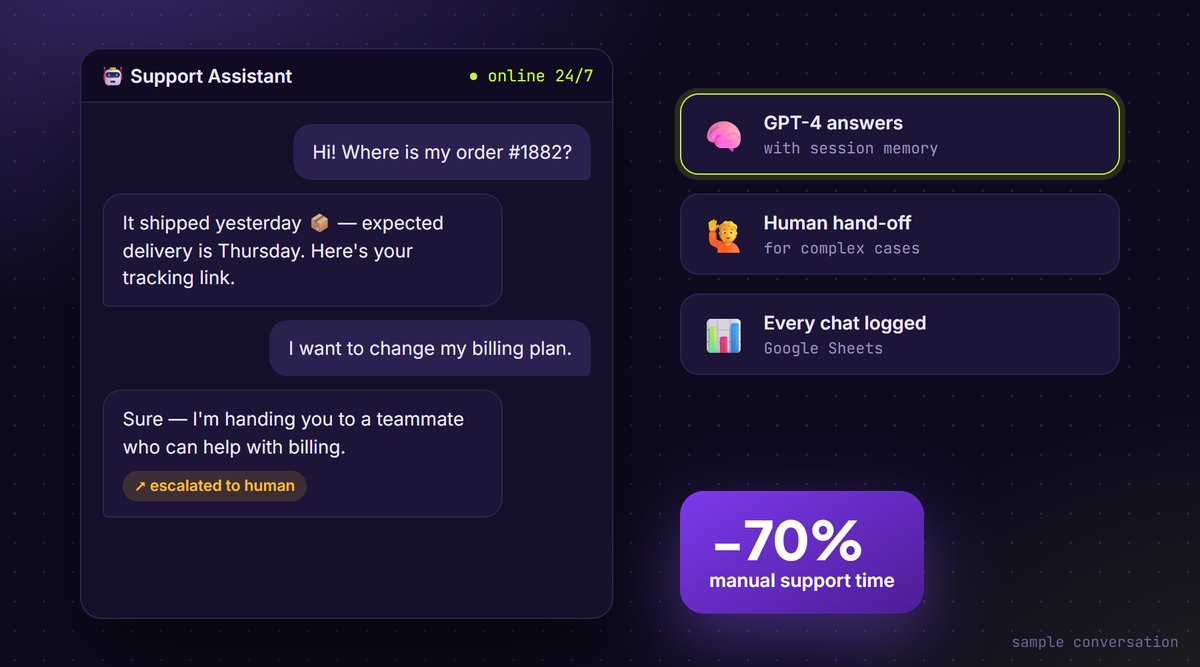 Support Assistant
● online 24/7
Hi! Where is my order #1882?
It shipped yesterday 📦 — expected
delivery is Thursday. Here's your
tracking link.
I want to change my billing plan.
Sure — I'm handing you to a teammate
who can help with billing.
↗ escalated to human
GPT-4 answers
with session memory
Human hand-off
for complex cases
Every chat logged
Google Sheets
−70%
manual support time
sample conversation